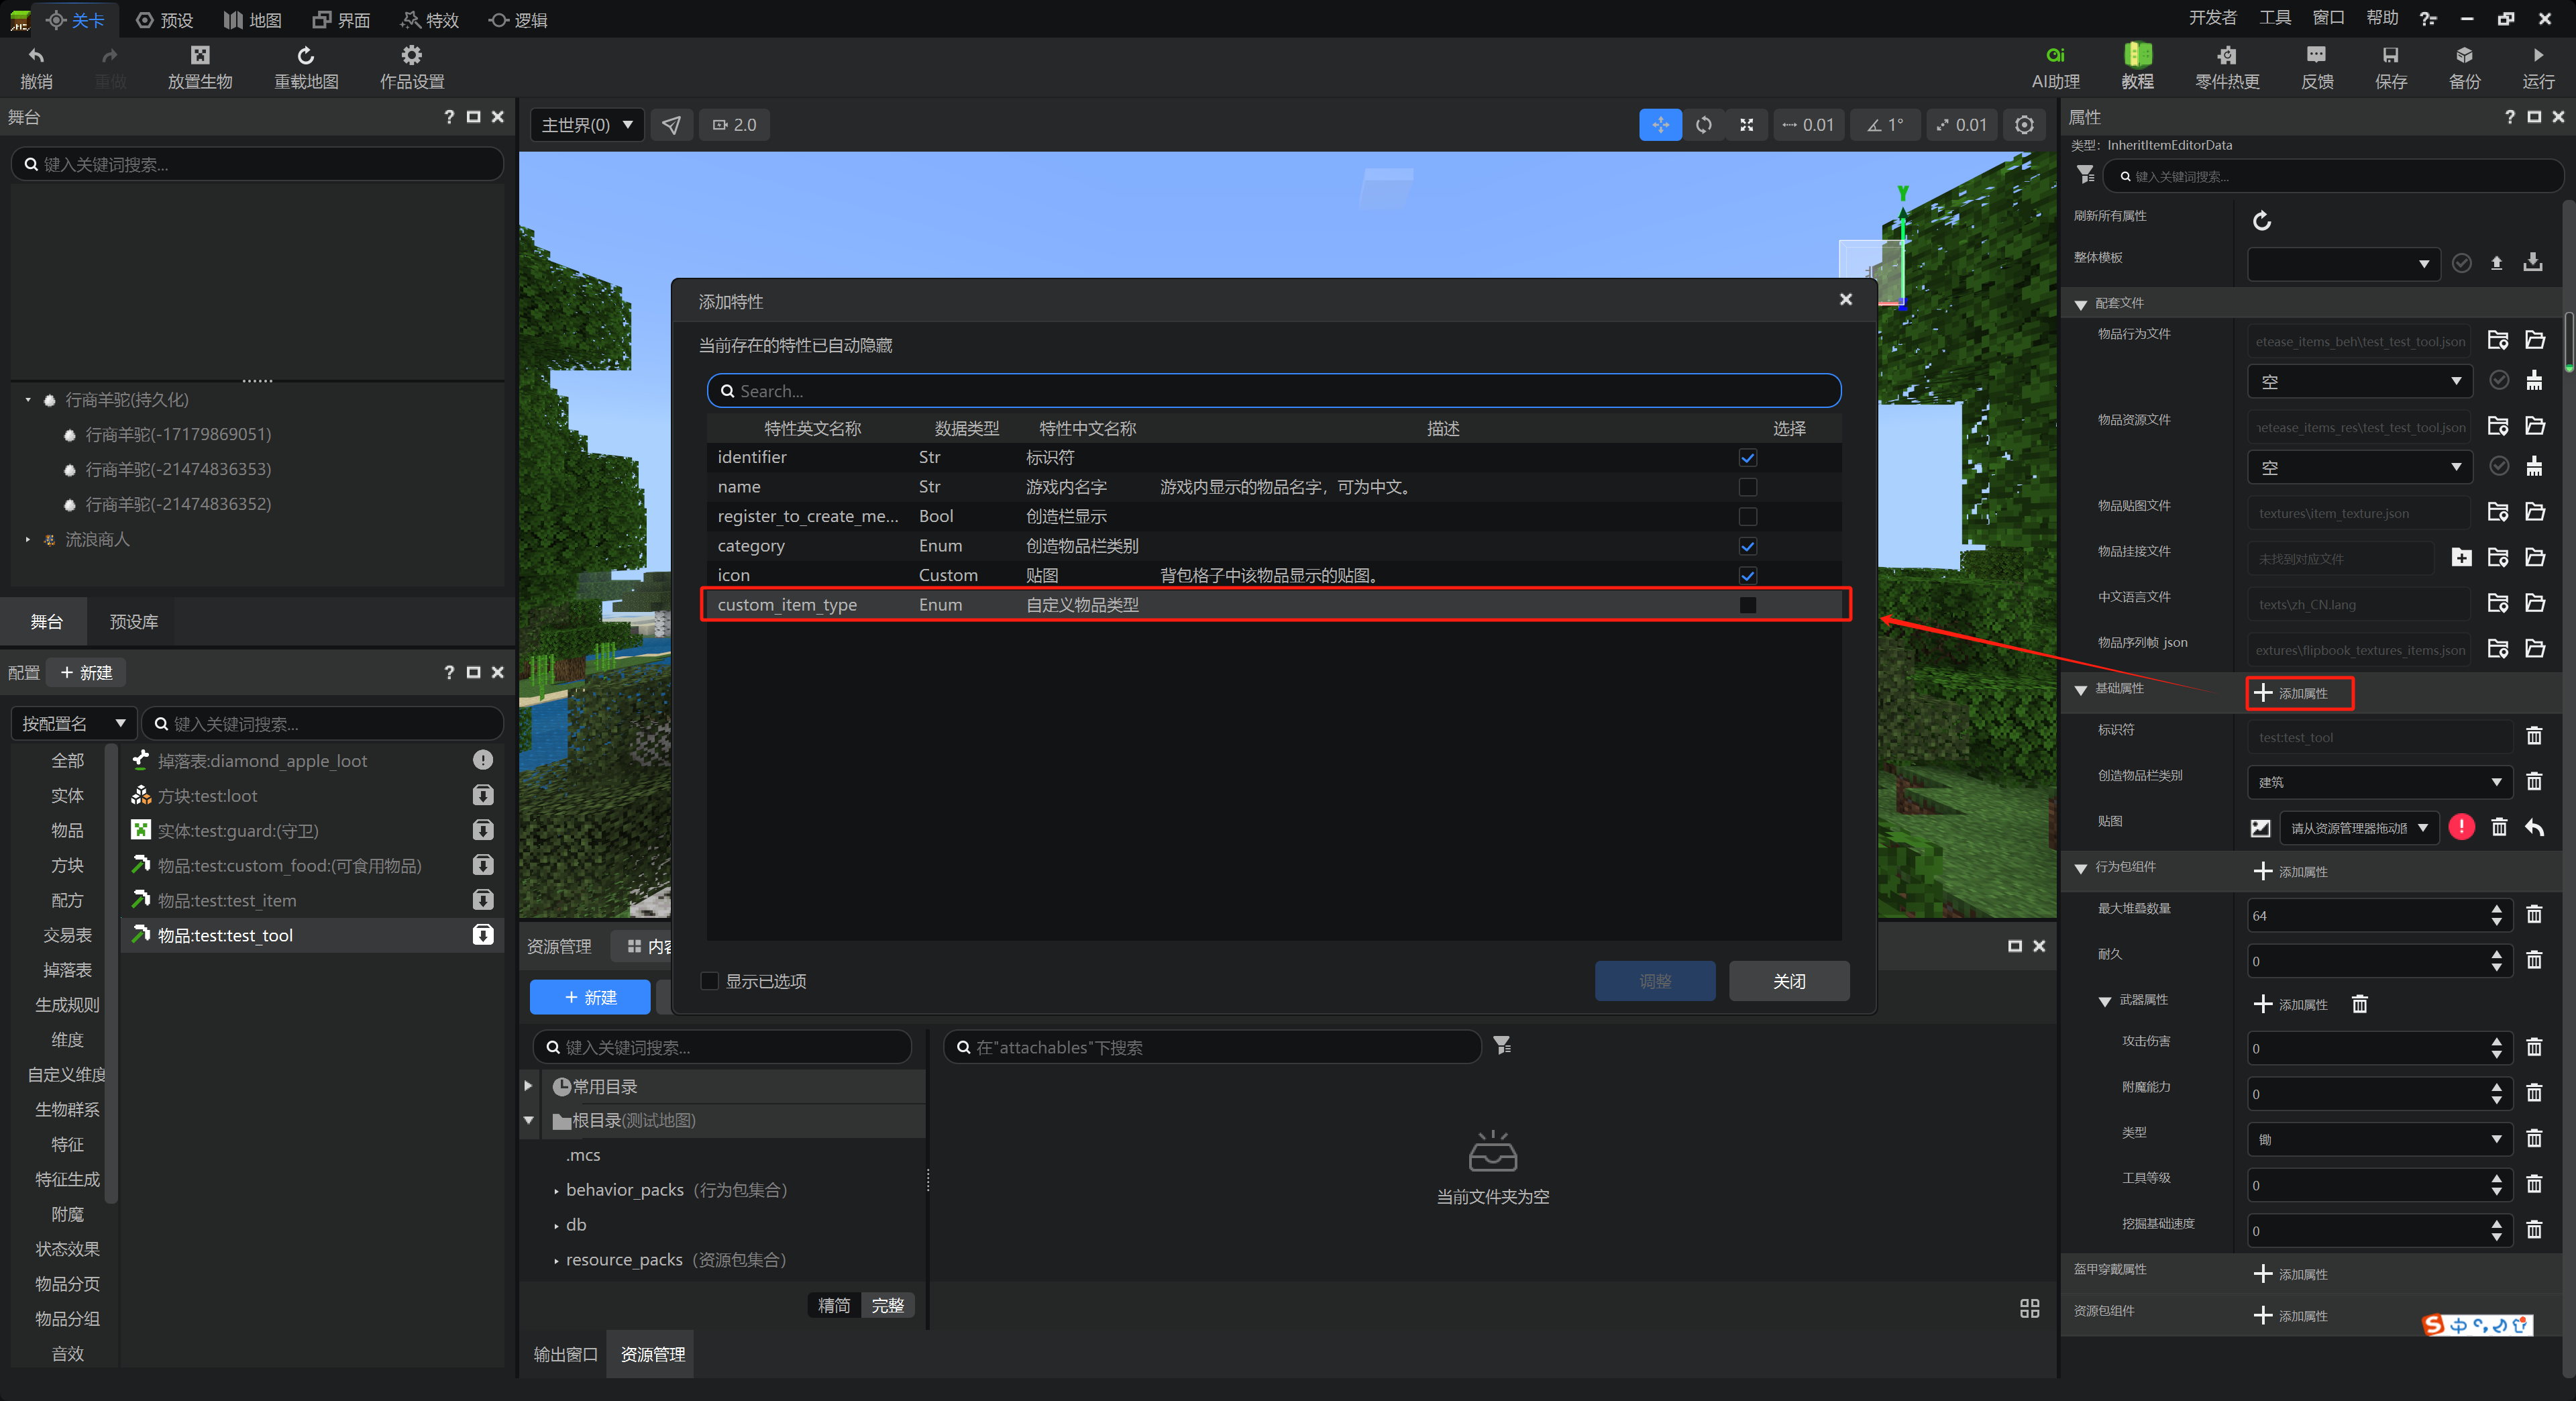 关卡 预设 地图 界面 特效 逻辑 开发者 工具 窗口 帮助
撤销 重做 放置生物 重载地图 作品设置 AI助理 教程 零件热更 反馈 保存 备份 运行
舞台
键入关键词搜索...
行商羊驼(持久化)
行商羊驼(-17179869051)
行商羊驼(-21474836353)
行商羊驼(-21474836352)
流浪商人
舞台 预设库
配置 + 新建
按配置名 键入关键词搜索...
全部
实体
物品
方块
配方
交易表
掉落表
生成规则
维度
自定义维度
生物群系
特征
特征生成
附魔
状态效果
物品分页
物品分组
音效
掉落表:diamond_apple_loot
方块:test:loot
实体:test:guard:(守卫)
物品:test:custom_food:(可食用物品)
物品:test:test_item
物品:test:test_tool
主世界(0) 2.0 0.01 1° 0.01
添加特性
当前存在的特性已自动隐藏
Search...
特性英文名称 数据类型 特性中文名称 描述 选择
identifier Str 标识符
name Str 游戏内名字 游戏内显示的物品名字，可为中文。
register_to_create_me... Bool 创造栏显示
category Enum 创造物品栏类别
icon Custom 贴图 背包格子中该物品显示的贴图。
custom_item_type Enum 自定义物品类型
显示已选项 调整 关闭
资源管理 内容
+ 新建
键入关键词搜索... 在"attachables"下搜索
常用目录
根目录(测试地图)
.mcs
behavior_packs（行为包集合）
db
resource_packs（资源包集合）
当前文件夹为空
精简 完整
输出窗口 资源管理
属性
类型: InheritItemEditorData
键入关键词搜索...
刷新所有属性
整体模板
配套文件
物品行为文件 etease_items_beh\test_test_tool.json
空
物品资源文件 netease_items_res\test_test_tool.json
空
物品贴图文件 textures\item_texture.json
物品挂接文件 未找到对应文件
中文语言文件 texts\zh_CN.lang
物品序列帧 json extures\flipbook_textures_items.json
基础属性 添加属性
标识符 test:test_tool
创造物品栏类别 建筑
贴图 请从资源管理器拖动图
行为包组件 添加属性
最大堆叠数量 64
耐久 0
武器属性 添加属性
攻击伤害 0
附魔能力 0
类型 锄
工具等级 0
挖掘基础速度 0
盔甲穿戴属性 添加属性
资源包组件 添加属性
中